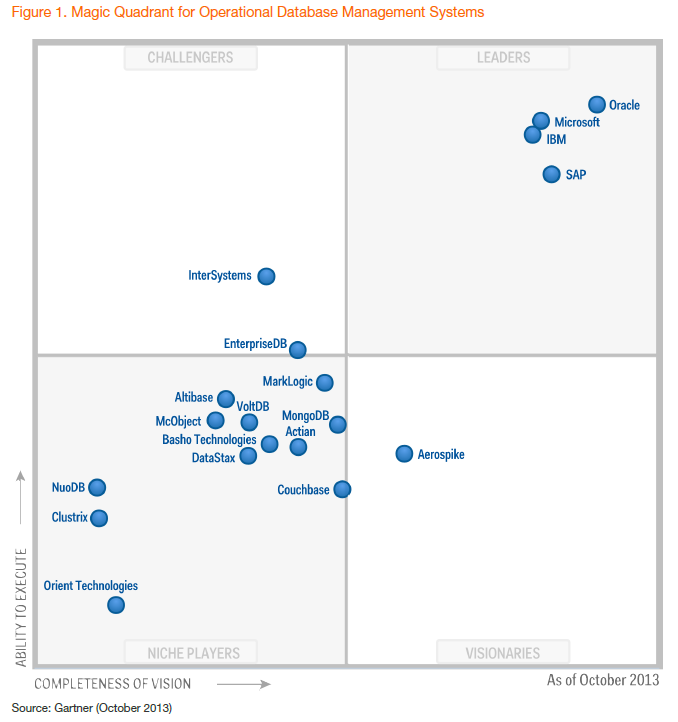 Figure 1. Magic Quadrant for Operational Database Management Systems
CHALLENGERS
LEADERS
Oracle
Microsoft
IBM
SAP
InterSystems
EnterpriseDB
MarkLogic
Altibase
VoltDB
McObject
MongoDB
Actian
Basho Technologies
DataStax
Aerospike
NuoDB
Couchbase
Clustrix
Orient Technologies
ABILITY TO EXECUTE
NICHE PLAYERS
VISIONARIES
COMPLETENESS OF VISION
As of October 2013
Source: Gartner (October 2013)